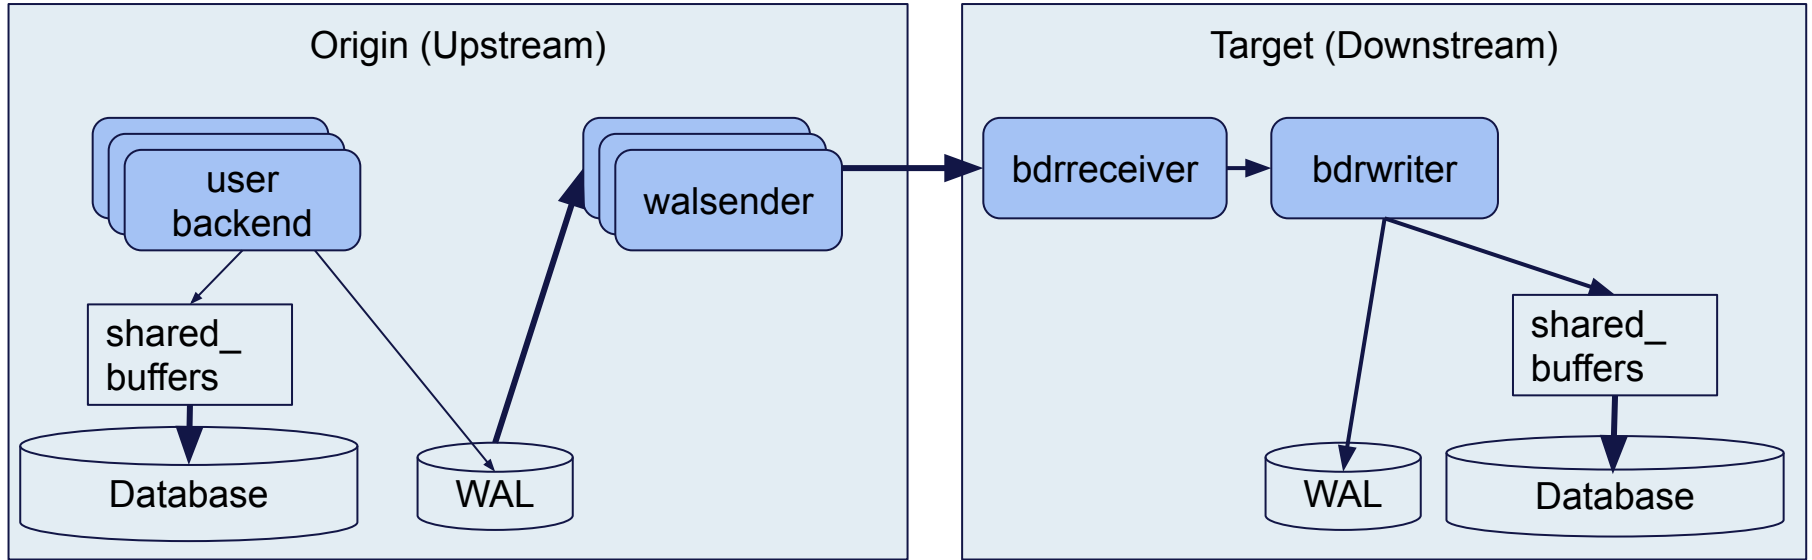 Origin (Upstream)
user
backend
walsender
shared_
buffers
Database
WAL
Target (Downstream)
bdrreceiver
bdrwriter
shared_
buffers
WAL
Database